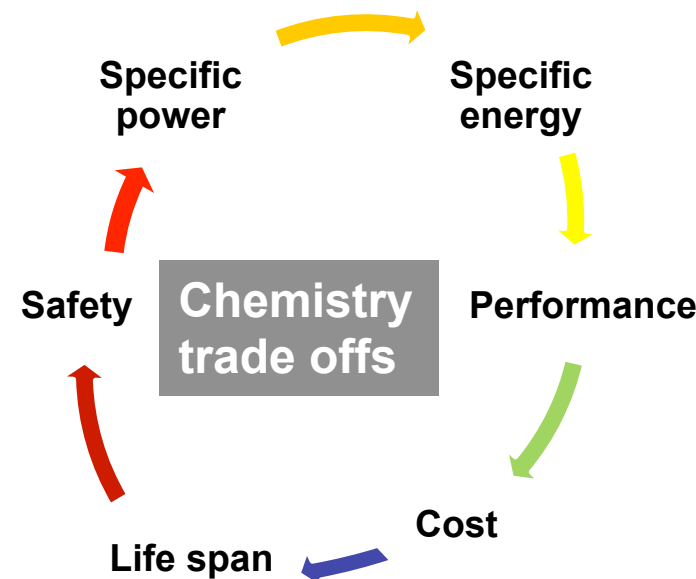 Specific
power
Specific
energy
Safety
Chemistry
trade offs
Performance
Cost
Life span